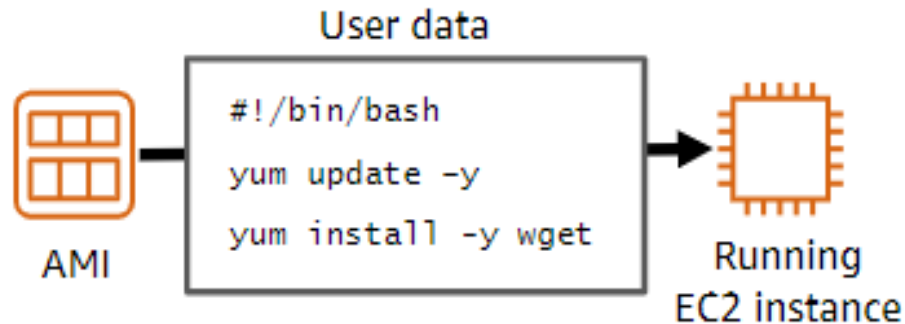 User data
#!/bin/bash
yum update -y
yum install -y wget
AMI
Running
EC2 instance